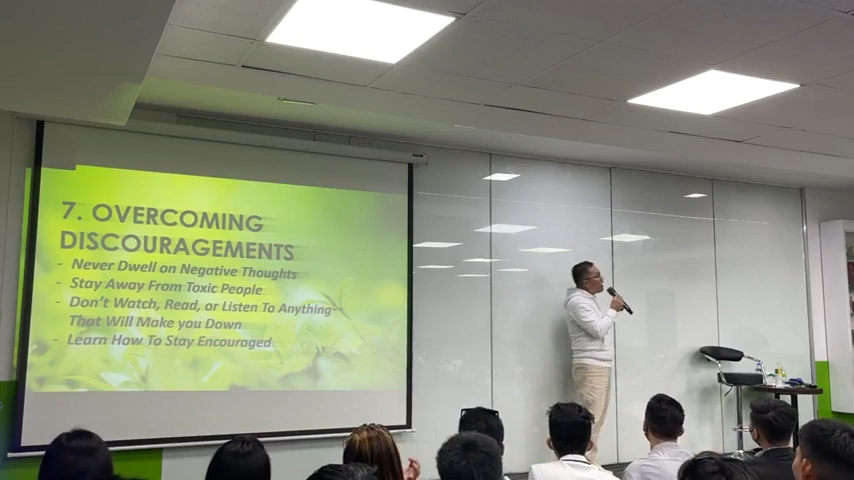 7. OVERCOMING
DISCOURAGEMENTS
- Never Dwell on Negative Thoughts
- Stay Away From Toxic People
- Don't Watch, Read, or Listen To Anything
That Will Make you Down
- Learn How To Stay Encouraged